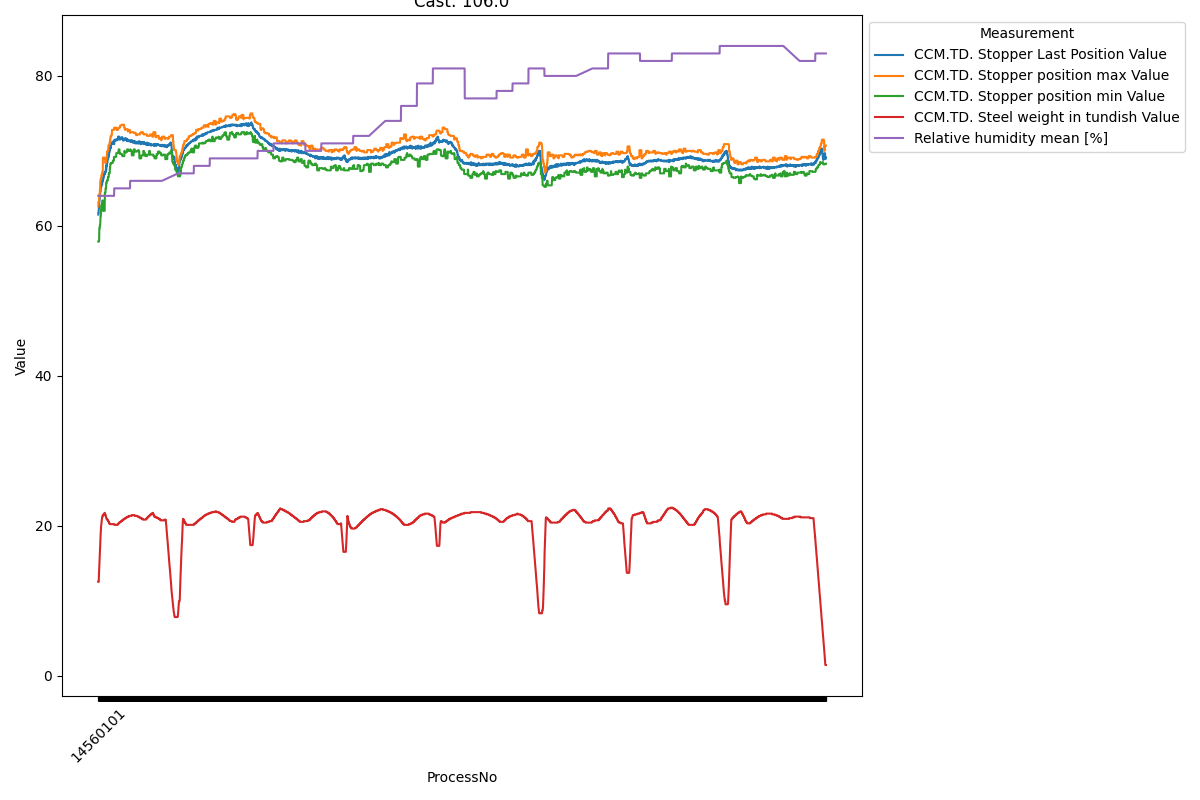 Cast: 106.0
Measurement
CCM.TD. Stopper Last Position Value
CCM.TD. Stopper position max Value
CCM.TD. Stopper position min Value
CCM.TD. Steel weight in tundish Value
Relative humidity mean [%]
Value
80
60
40
20
0
14560101
ProcessNo